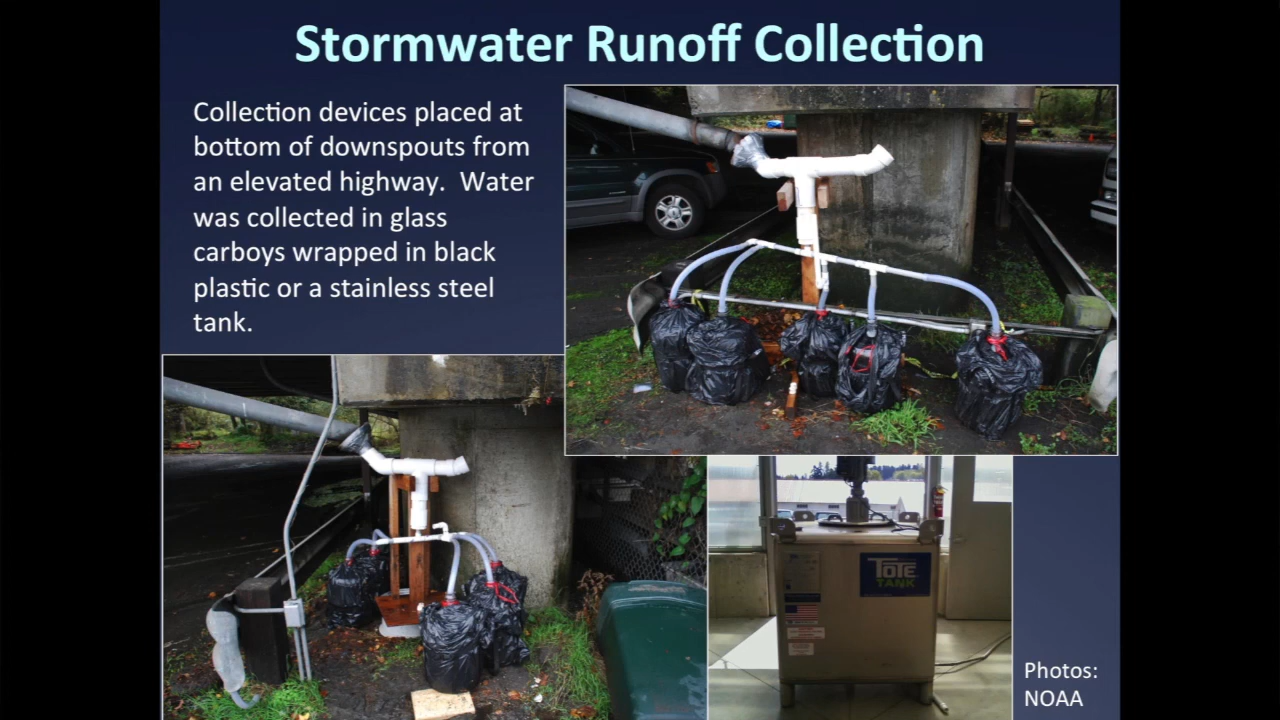 Stormwater Runoff Collection
Collection devices placed at
bottom of downspouts from
an elevated highway.  Water
was collected in glass
carboys wrapped in black
plastic or a stainless steel
tank.
TOTE
TANK
Photos:
NOAA